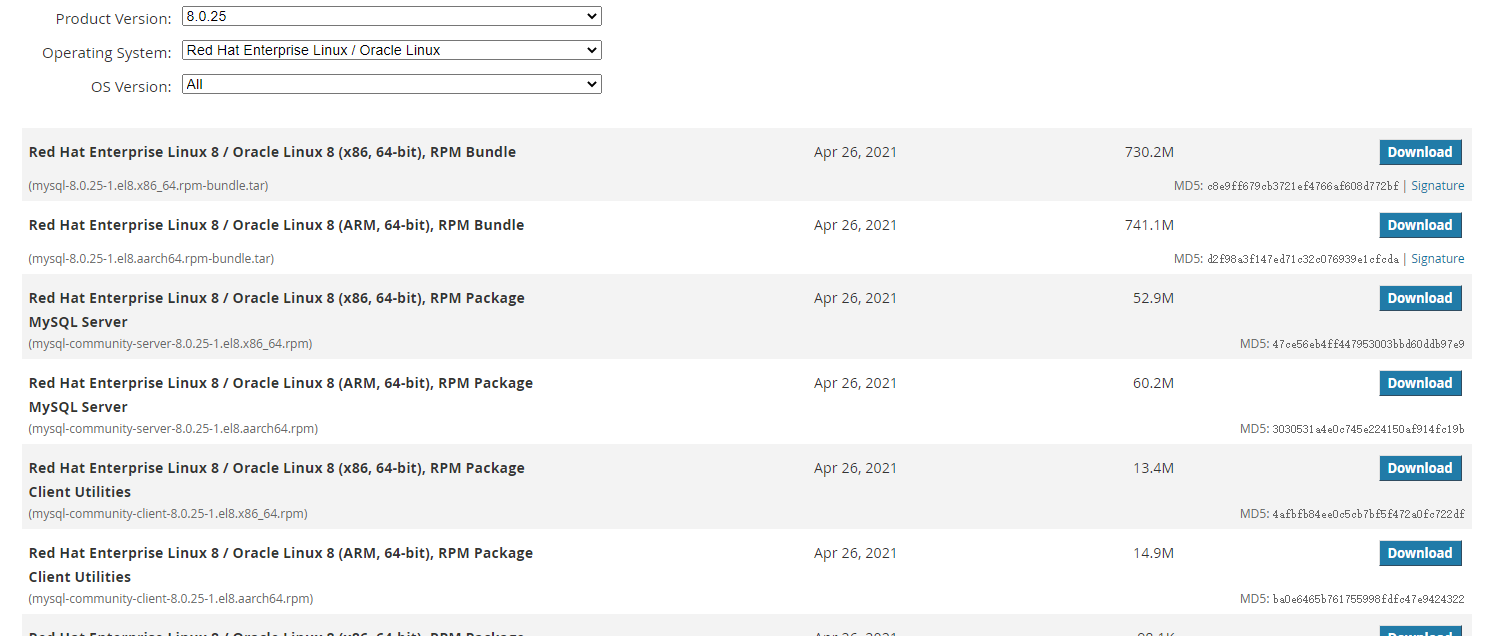 Product Version: 8.0.25
Operating System: Red Hat Enterprise Linux / Oracle Linux
OS Version: All
Red Hat Enterprise Linux 8 / Oracle Linux 8 (x86, 64-bit), RPM Bundle Apr 26, 2021 730.2M Download
(mysql-8.0.25-1.el8.x86_64.rpm-bundle.tar) MD5: c8e9ff679cb3721ef4766af608d772bf | Signature
Red Hat Enterprise Linux 8 / Oracle Linux 8 (ARM, 64-bit), RPM Bundle Apr 26, 2021 741.1M Download
(mysql-8.0.25-1.el8.aarch64.rpm-bundle.tar) MD5: d2f98a3f147ed71c32c076939e1cfcda | Signature
Red Hat Enterprise Linux 8 / Oracle Linux 8 (x86, 64-bit), RPM Package Apr 26, 2021 52.9M Download
MySQL Server
(mysql-community-server-8.0.25-1.el8.x86_64.rpm) MD5: 47ce56eb4ff447953003bbd60ddb97e9
Red Hat Enterprise Linux 8 / Oracle Linux 8 (ARM, 64-bit), RPM Package Apr 26, 2021 60.2M Download
MySQL Server
(mysql-community-server-8.0.25-1.el8.aarch64.rpm) MD5: 3030531a4e0c745e224150af914fc19b
Red Hat Enterprise Linux 8 / Oracle Linux 8 (x86, 64-bit), RPM Package Apr 26, 2021 13.4M Download
Client Utilities
(mysql-community-client-8.0.25-1.el8.x86_64.rpm) MD5: 4afbfb84ee0c5cb7bf5f472a0fc722df
Red Hat Enterprise Linux 8 / Oracle Linux 8 (ARM, 64-bit), RPM Package Apr 26, 2021 14.9M Download
Client Utilities
(mysql-community-client-8.0.25-1.el8.aarch64.rpm) MD5: ba0e6465b761755998fdfc47e9424322